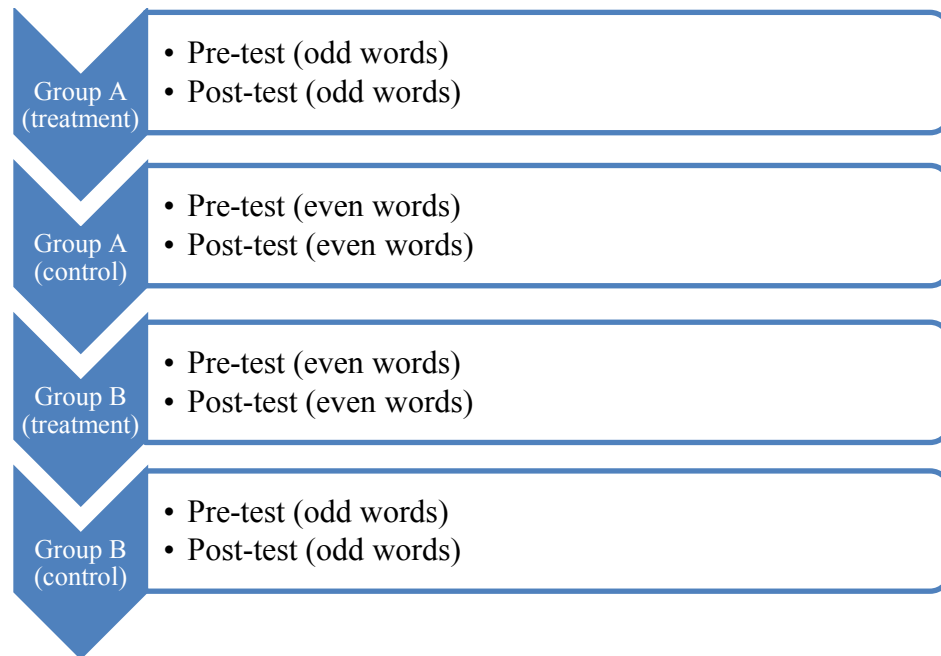 Group A
(treatment)
• Pre-test (odd words)
• Post-test (odd words)
Group A
(control)
• Pre-test (even words)
• Post-test (even words)
Group B
(treatment)
• Pre-test (even words)
• Post-test (even words)
Group B
(control)
• Pre-test (odd words)
• Post-test (odd words)